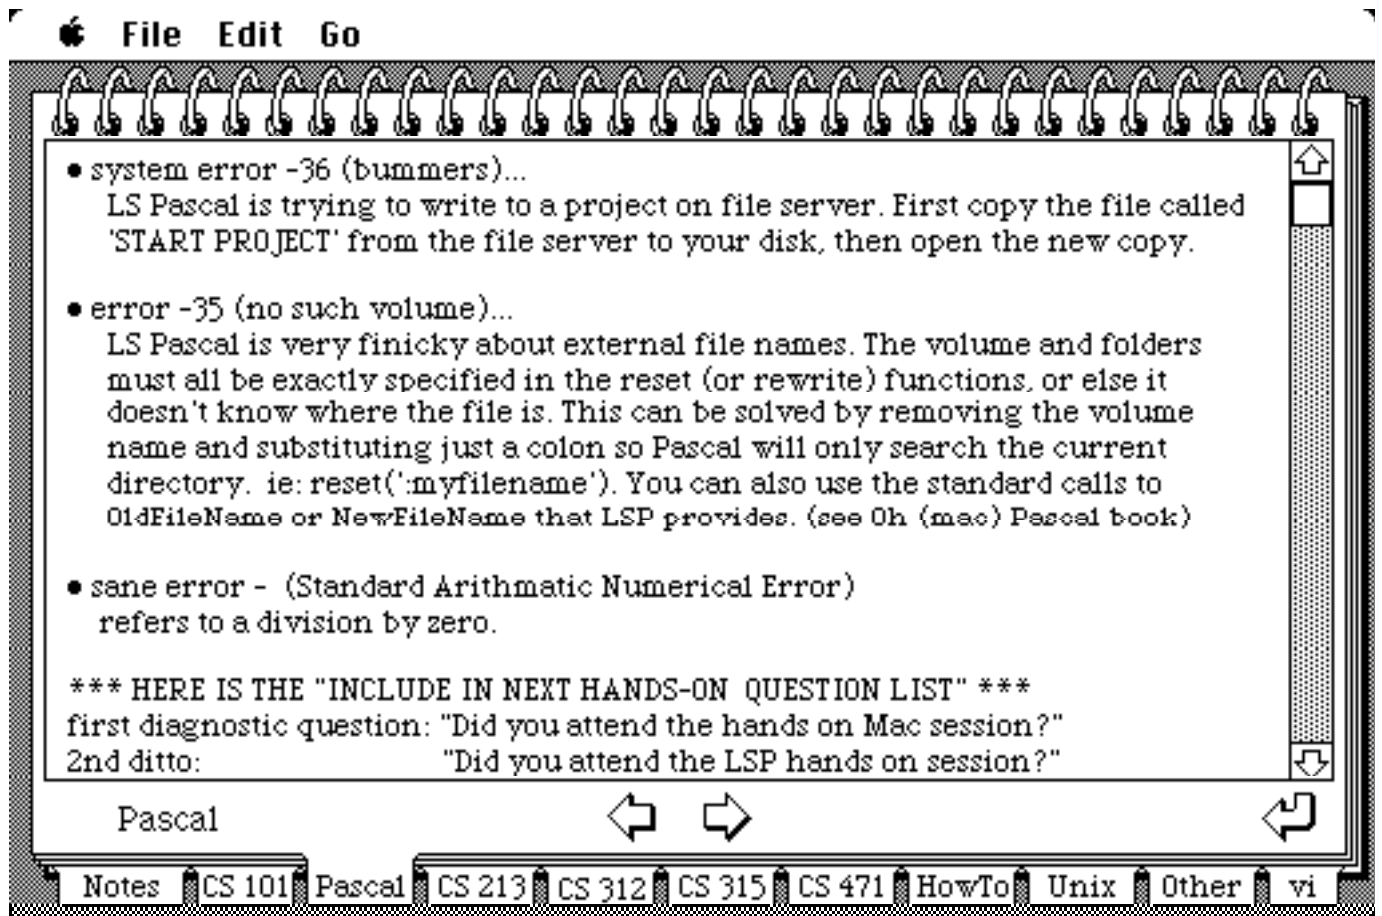 File Edit Go
● system error -36 (bummers)...
LS Pascal is trying to write to a project on file server. First copy the file called
'START PROJECT' from the file server to your disk, then open the new copy.
● error -35 (no such volume)...
LS Pascal is very finicky about external file names. The volume and folders
must all be exactly specified in the reset (or rewrite) functions, or else it
doesn't know where the file is. This can be solved by removing the volume
name and substituting just a colon so Pascal will only search the current
directory. ie: reset(':myfilename'). You can also use the standard calls to
OldFileName or NewFileName that LSP provides. (see Oh (mac) Pascal book)
● sane error - (Standard Arithmatic Numerical Error)
refers to a division by zero.
*** HERE IS THE "INCLUDE IN NEXT HANDS-ON QUESTION LIST" ***
first diagnostic question: "Did you attend the hands on Mac session?"
2nd ditto: "Did you attend the LSP hands on session?"
Pascal
Notes CS 101 Pascal CS 213 CS 312 CS 315 CS 471 HowTo Unix Other vi